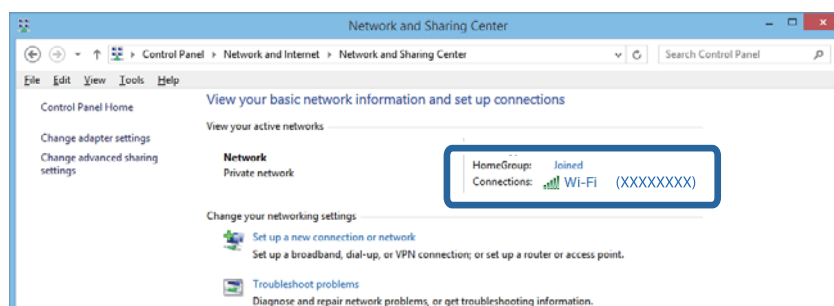 Network and Sharing Center
Control Panel Network and Internet Network and Sharing Center Search Control Panel
File Edit View Tools Help
Control Panel Home
Change adapter settings
Change advanced sharing
settings
View your basic network information and set up connections
View your active networks
Network
Private network
HomeGroup: Joined
Connections: Wi-Fi (XXXXXXXX)
Change your networking settings
Set up a new connection or network
Set up a broadband, dial-up, or VPN connection; or set up a router or access point.
Troubleshoot problems
Diagnose and repair network problems, or get troubleshooting information.